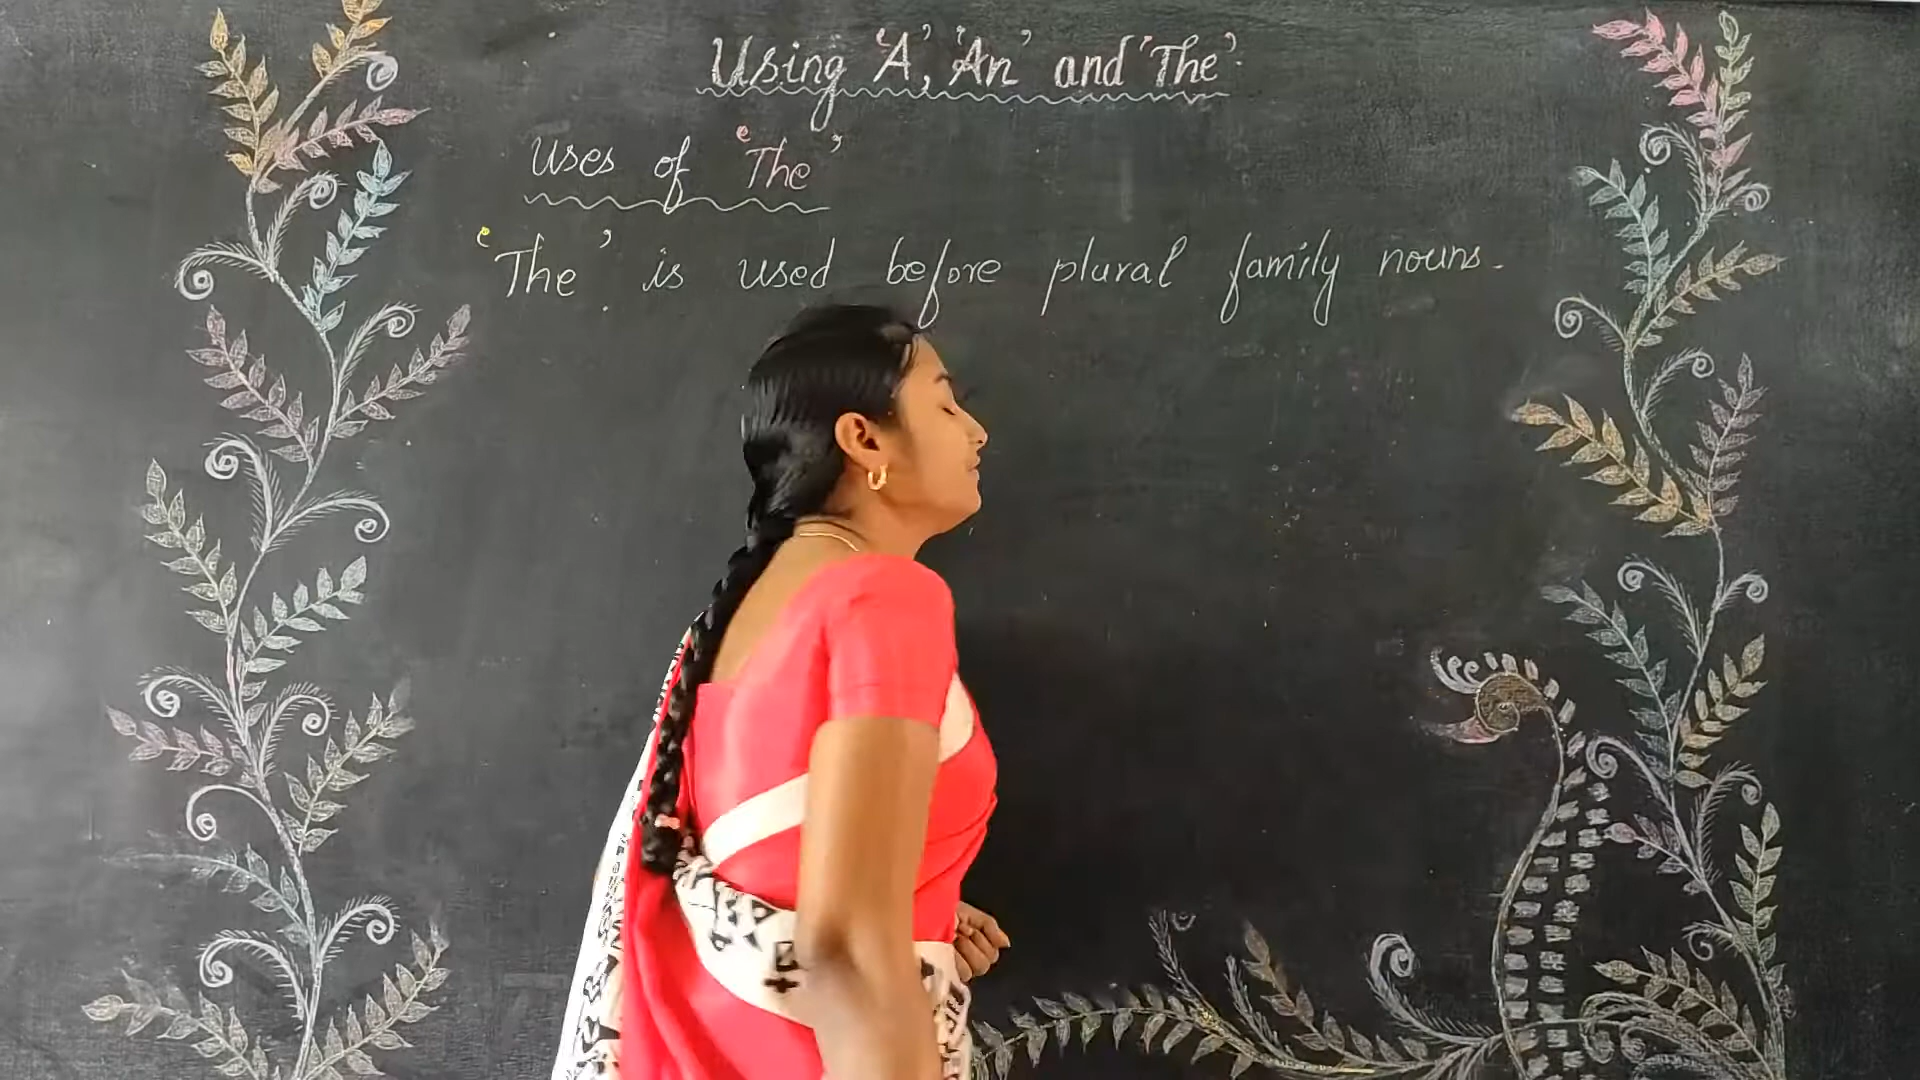 Using 'A', 'An' and 'The'
Uses of 'The'
'The' is used before plural family nouns.